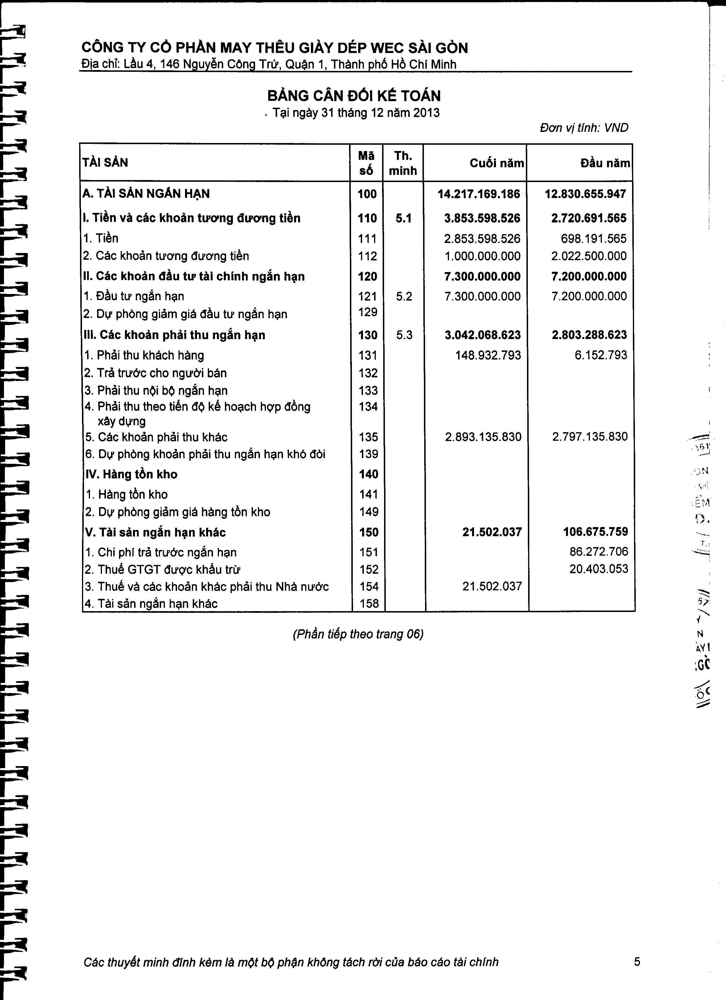 CÔNG TY CỔ PHẦN MAY THÊU GIÀY DÉP WEC SÀI GÒN
Địa chỉ: Lầu 4, 146 Nguyễn Công Trứ, Quận 1, Thành phố Hồ Chí Minh
BẢNG CÂN ĐỐI KẾ TOÁN
Tại ngày 31 tháng 12 năm 2013
Đơn vị tính: VND
TÀI SẢN Mã số Th. minh Cuối năm Đầu năm
A. TÀI SẢN NGẮN HẠN 100 14.217.169.186 12.830.655.947
I. Tiền và các khoản tương đương tiền 110 5.1 3.853.598.526 2.720.691.565
1. Tiền 111 2.853.598.526 698.191.565
2. Các khoản tương đương tiền 112 1.000.000.000 2.022.500.000
II. Các khoản đầu tư tài chính ngắn hạn 120 7.300.000.000 7.200.000.000
1. Đầu tư ngắn hạn 121 5.2 7.300.000.000 7.200.000.000
2. Dự phòng giảm giá đầu tư ngắn hạn 129
III. Các khoản phải thu ngắn hạn 130 5.3 3.042.068.623 2.803.288.623
1. Phải thu khách hàng 131 148.932.793 6.152.793
2. Trả trước cho người bán 132
3. Phải thu nội bộ ngắn hạn 133
4. Phải thu theo tiến độ kế hoạch hợp đồng 134
xây dựng
5. Các khoản phải thu khác 135 2.893.135.830 2.797.135.830
6. Dự phòng khoản phải thu ngắn hạn khó đòi 139
IV. Hàng tồn kho 140
1. Hàng tồn kho 141
2. Dự phòng giảm giá hàng tồn kho 149
V. Tài sản ngắn hạn khác 150 21.502.037 106.675.759
1. Chi phí trả trước ngắn hạn 151 86.272.706
2. Thuế GTGT được khấu trừ 152 20.403.053
3. Thuế và các khoản khác phải thu Nhà nước 154 21.502.037
4. Tài sản ngắn hạn khác 158
(Phần tiếp theo trang 06)
Các thuyết minh đính kèm là một bộ phận không tách rời của báo cáo tài chính 5